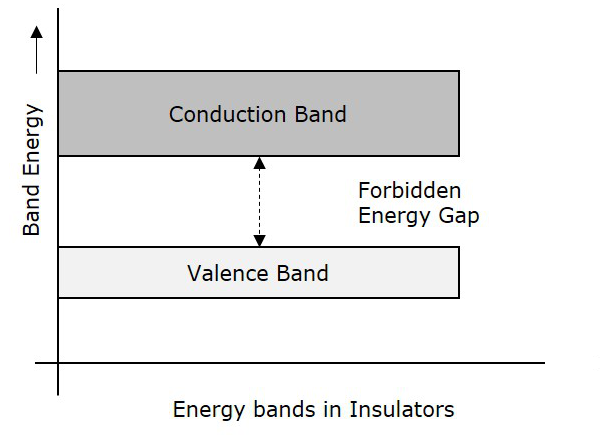 Band Energy
Conduction Band
Forbidden
Energy Gap
Valence Band
Energy bands in Insulators